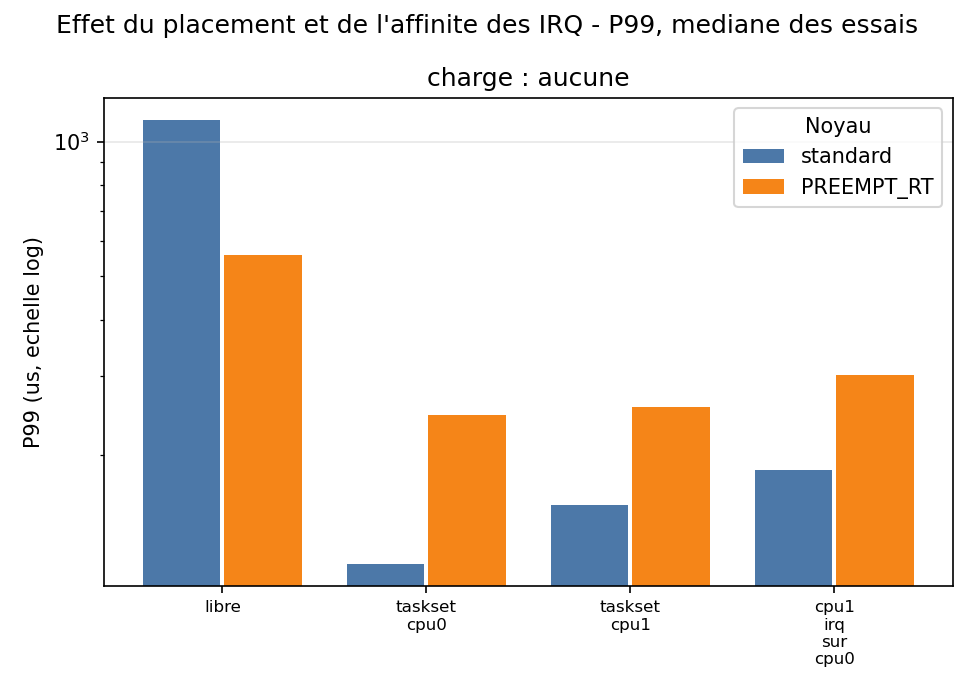 Effet du placement et de l'affinite des IRQ - P99, mediane des essais
charge : aucune
10³
P99 (us, echelle log)
Noyau
standard
PREEMPT_RT
libre
taskset
cpu0
taskset
cpu1
cpu1
irq
sur
cpu0